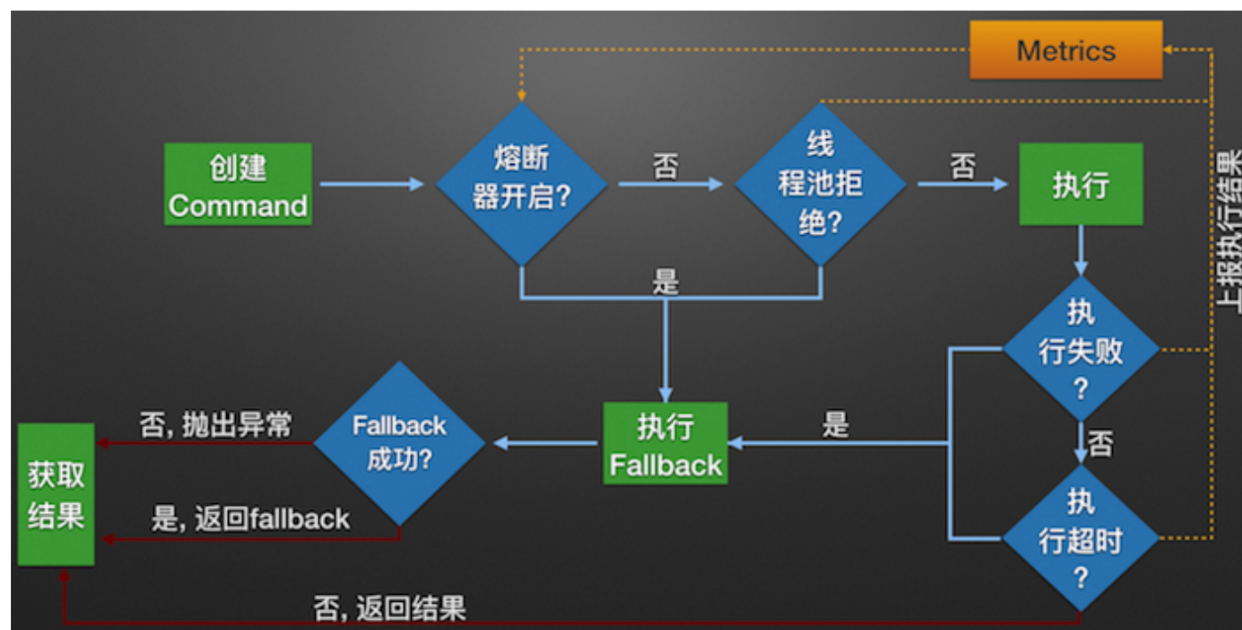 Metrics
创建
Command
熔断
器开启?
否
线
程池拒
绝?
否
执行
上报执行结果
是
执
行失败
?
否
执行
Fallback
是
Fallback
成功?
否, 抛出异常
获取
结果
是, 返回fallback
执
行超时
?
否, 返回结果